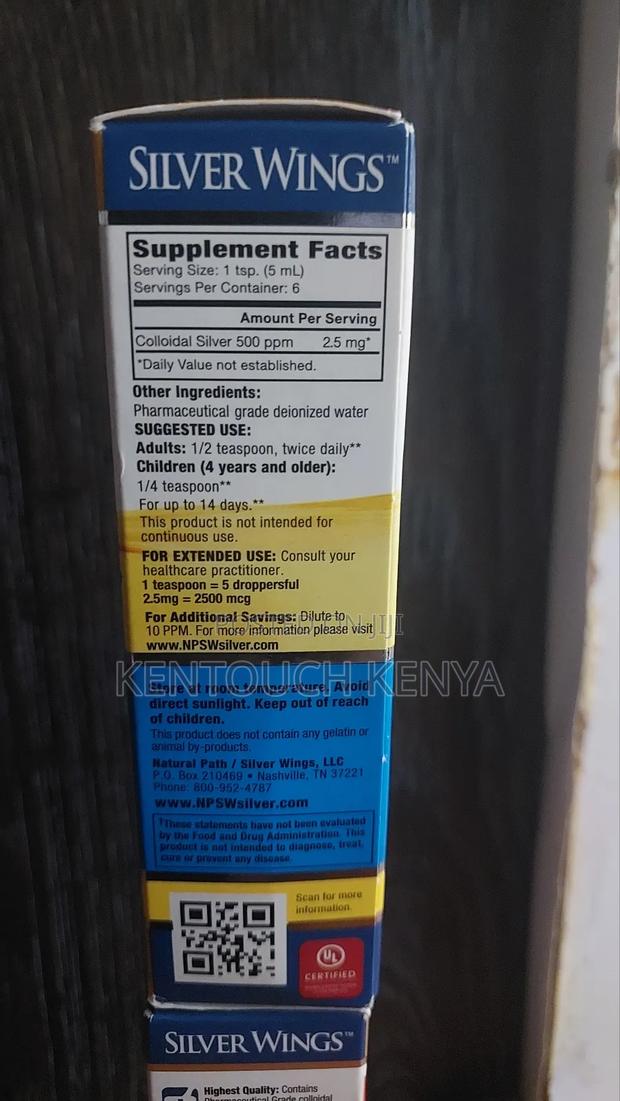 SILVER WINGS™
Supplement Facts
Serving Size: 1 tsp. (5 mL)
Servings Per Container: 6
Amount Per Serving
Colloidal Silver 500 ppm 2.5 mg*
*Daily Value not established.
Other Ingredients:
Pharmaceutical grade deionized water
SUGGESTED USE:
Adults: 1/2 teaspoon, twice daily**
Children (4 years and older):
1/4 teaspoon**
For up to 14 days.**
This product is not intended for
continuous use.
FOR EXTENDED USE: Consult your
healthcare practitioner.
1 teaspoon = 5 droppersful
2.5mg = 2500 mcg
For Additional Savings: Dilute to
10 PPM. For more information please visit
www.NPSWsilver.com
POSTED ON JIJI
KENTOUCH KENYA
Store at room temperature. Avoid
direct sunlight. Keep out of reach
of children.
This product does not contain any gelatin or
animal by-products.
Natural Path / Silver Wings, LLC
P.O. Box 210469 • Nashville, TN 37221
Phone: 800-952-4787
www.NPSWsilver.com
†These statements have not been evaluated
by the Food and Drug Administration. This
product is not intended to diagnose, treat,
cure or prevent any disease.
Scan for more
information.
UL
CERTIFIED
SILVER WINGS™
Highest Quality: Contains
Pharmaceutical Grade colloidal